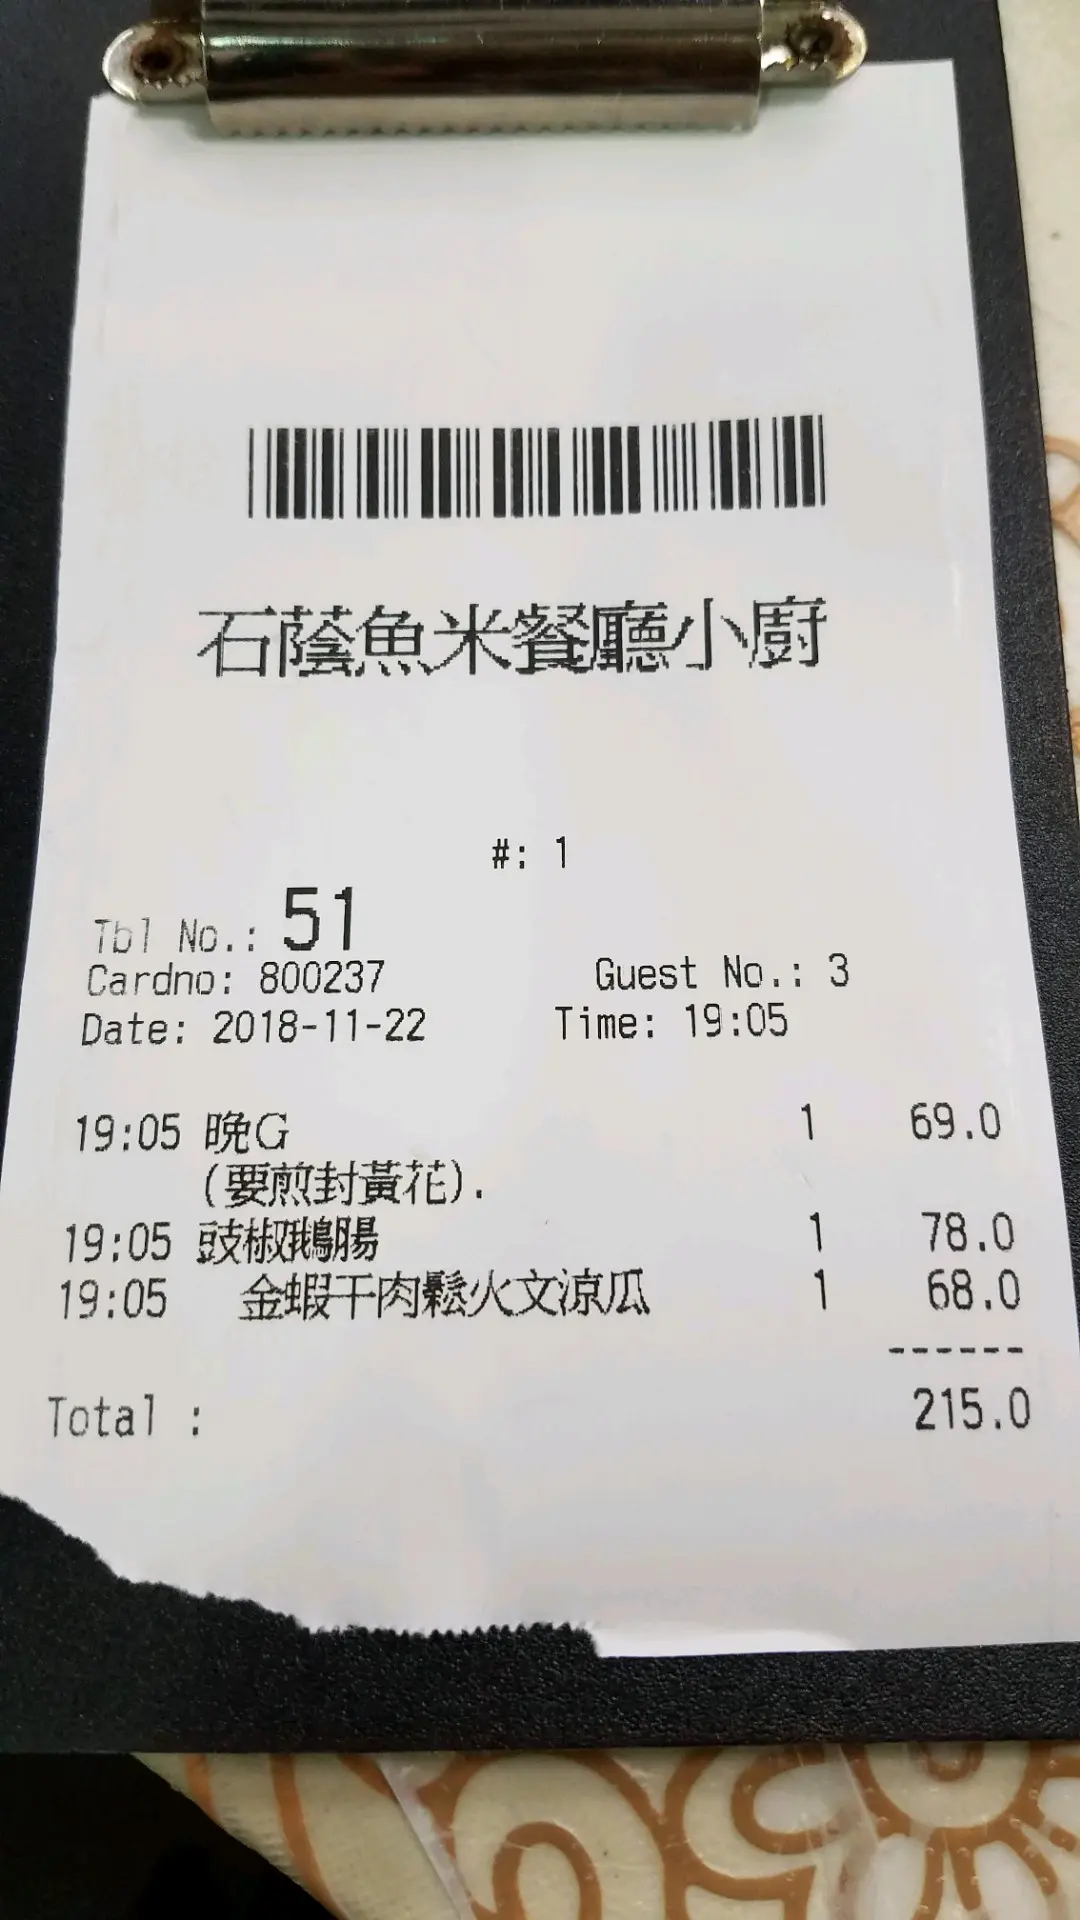 石蔭魚米餐廳小廚
#: 1
Tbl No.: 51
Cardno: 800237 Guest No.: 3
Date: 2018-11-22 Time: 19:05
19:05 晚G 1 69.0
(要煎封黃花).
19:05 豉椒鵝腸 1 78.0
19:05 金蝦干肉鬆火文涼瓜 1 68.0
------
Total : 215.0